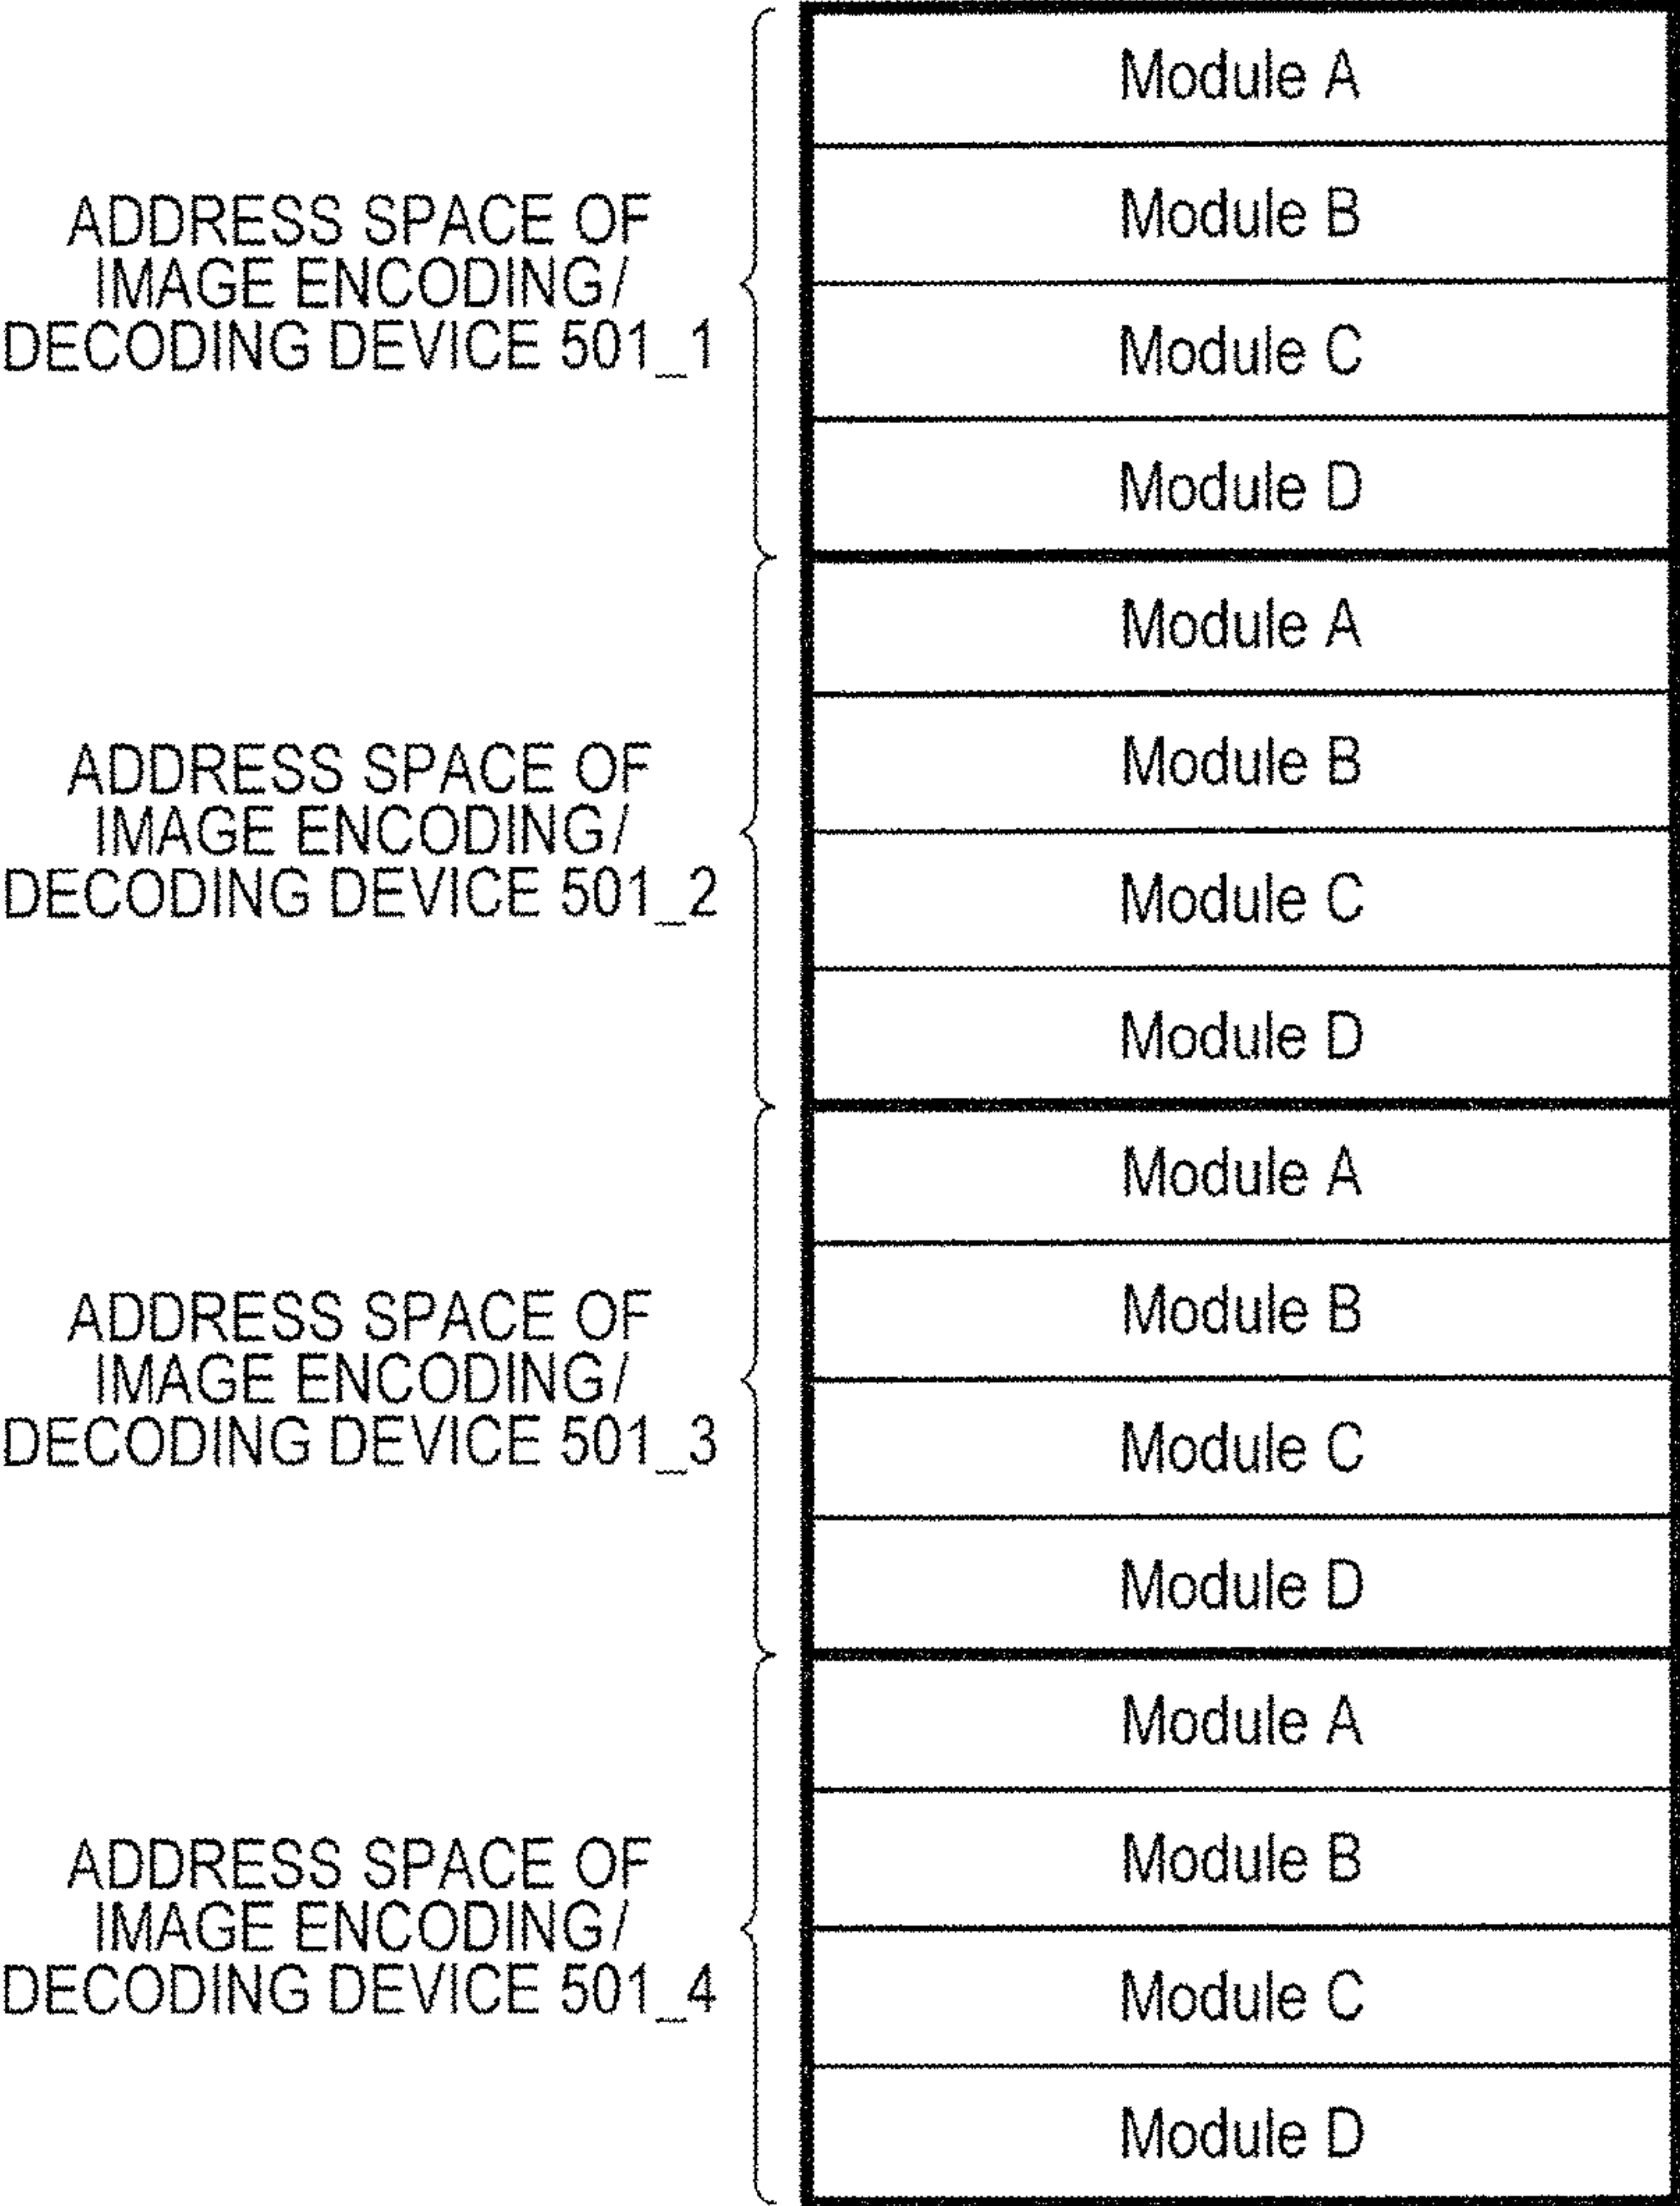 Module A
Module B
ADDRESS SPACE OF
IMAGE ENCODING/
DECODING DEVICE 501_1
Module C
Module D
Module A
Module B
ADDRESS SPACE OF
IMAGE ENCODING/
DECODING DEVICE 501_2
Module C
Module D
Module A
Module B
ADDRESS SPACE OF
IMAGE ENCODING/
DECODING DEVICE 501_3
Module C
Module D
Module A
Module B
ADDRESS SPACE OF
IMAGE ENCODING/
DECODING DEVICE 501_4
Module C
Module D